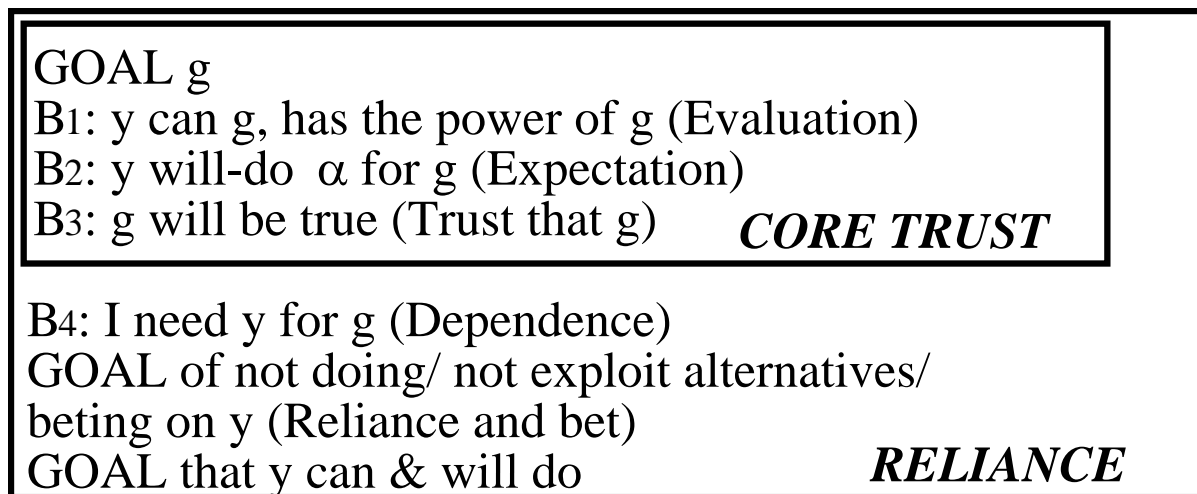 GOAL g
B1: y can g, has the power of g (Evaluation)
B2: y will-do α for g (Expectation)
B3: g will be true (Trust that g) CORE TRUST
B4: I need y for g (Dependence)
GOAL of not doing/ not exploit alternatives/
beting on y (Reliance and bet)
GOAL that y can & will do RELIANCE